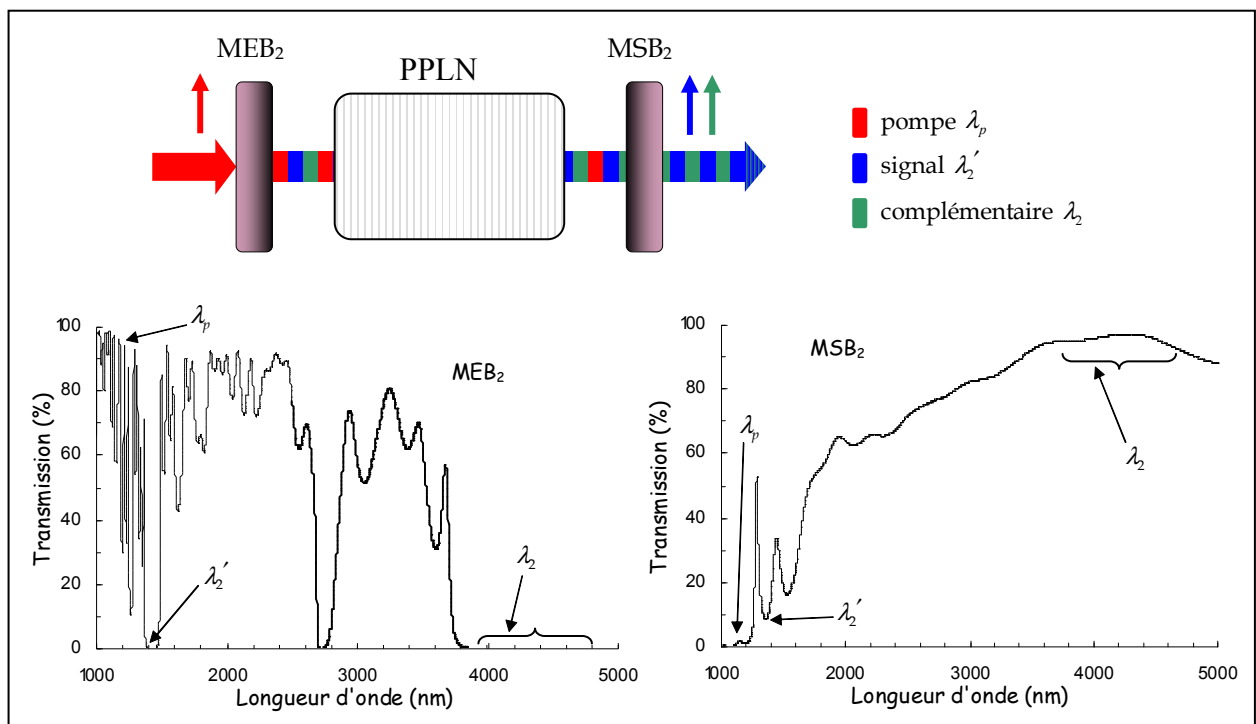 MEB₂
MSB₂
PPLN
pompe λp
signal λ₂′
complémentaire λ₂
100
80
60
40
20
0
Transmission (%)
1000 2000 3000 4000 5000
Longueur d'onde (nm)
λp
MEB₂
λ₂′
λ₂
100
80
60
40
20
0
Transmission (%)
1000 2000 3000 4000 5000
Longueur d'onde (nm)
MSB₂
λp
λ₂′
λ₂